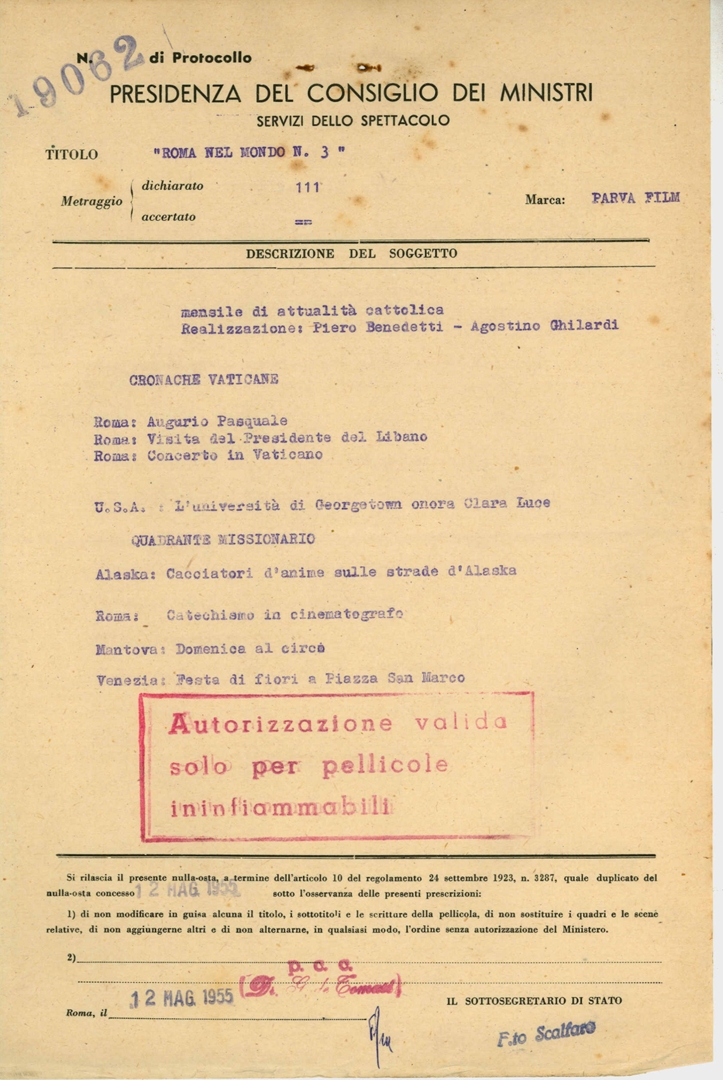 N. 19062 di Protocollo
PRESIDENZA DEL CONSIGLIO DEI MINISTRI
SERVIZI DELLO SPETTACOLO
TITOLO "ROMA NEL MONDO N. 3 "
Metraggio
dichiarato 111
accertato ==
Marca: PARVA FILM
DESCRIZIONE DEL SOGGETTO
mensile di attualità cattolica
Realizzazione: Piero Benedetti - Agostino Ghilardi
CRONACHE VATICANE
Roma: Augurio Pasquale
Roma: Visita del Presidente del Libano
Roma: Concerto in Vaticano
U.S.A. : L'università di Georgetown onora Clara Luce
QUADRANTE MISSIONARIO
Alaska: Cacciatori d'anime sulle strade d'Alaska
Roma: Catechismo in cinematografo
Mantova: Domenica al circo
Venezia: Festa di fiori a Piazza San Marco
Autorizzazione valida
solo per pellicole
ininfiammabili
Si rilascia il presente nulla-osta, a termine dell'articolo 10 del regolamento 24 settembre 1923, n. 3287, quale duplicato del
nulla-osta concesso 12 MAG. 1955 sotto l'osservanza delle presenti prescrizioni:
1) di non modificare in guisa alcuna il titolo, i sottotitoli e le scritture della pellicola, di non sostituire i quadri e le scene
relative, di non aggiungerne altri e di non alternarne, in qualsiasi modo, l'ordine senza autorizzazione del Ministero.
2)
p. c. c.
12 MAG. 1955
Roma, il
IL SOTTOSEGRETARIO DI STATO
F.to Scalfaro